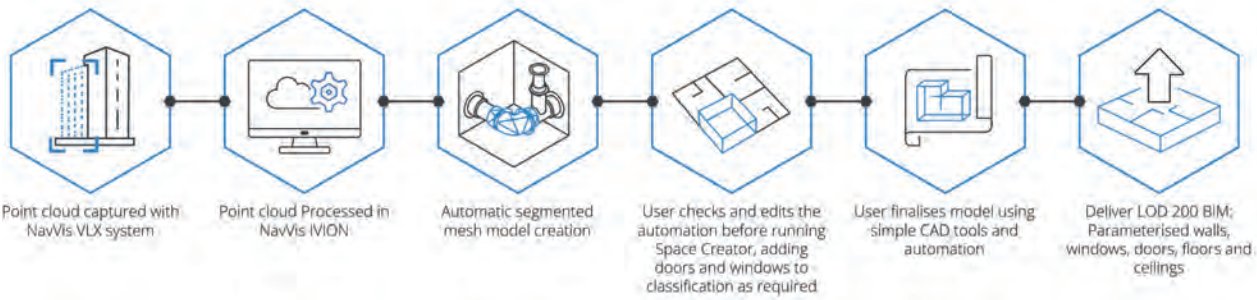 Point cloud captured with
NavVis VLX system
Point cloud Processed in
NavVis IVION
Automatic segmented
mesh model creation
User checks and edits the
automation before running
Space Creator, adding
doors and windows to
classification as required
User finalises model using
simple CAD tools and
automation
Deliver LOD 200 BIM;
Parameterised walls,
windows, doors, floors and
ceilings